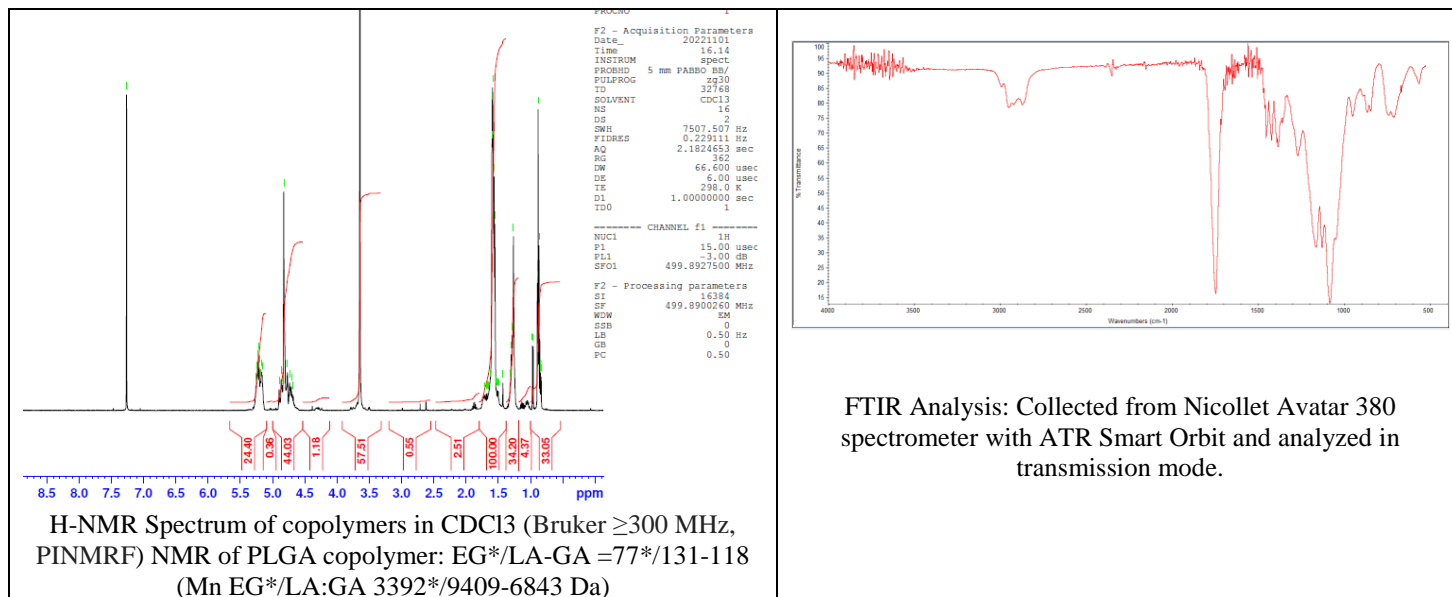 PROCNO 1
F2 - Acquisition Parameters
Date_ 20221101
Time 16.14
INSTRUM spect
PROBHD 5 mm PABBO BB/
PULPROG zg30
TD 32768
SOLVENT CDCl3
NS 16
DS 2
SWH 7507.507 Hz
FIDRES 0.229111 Hz
AQ 2.1824653 sec
RG 362
DW 66.600 usec
DE 6.00 usec
TE 298.0 K
D1 1.00000000 sec
TD0 1
======== CHANNEL f1 ========
NUC1 1H
P1 15.00 usec
PL1 -3.00 dB
SFO1 499.8927500 MHz
F2 - Processing parameters
SI 16384
SF 499.8900260 MHz
WDW EM
SSB 0
LB 0.50 Hz
GB 0
PC 0.50
24.40 0.36 44.03 1.18 57.51 0.55 2.51 100.00 34.20 4.37 33.05
8.5 8.0 7.5 7.0 6.5 6.0 5.5 5.0 4.5 4.0 3.5 3.0 2.5 2.0 1.5 1.0 ppm
H-NMR Spectrum of copolymers in CDCl3 (Bruker ≥300 MHz,
PINMRF) NMR of PLGA copolymer: EG*/LA-GA =77*/131-118
(Mn EG*/LA:GA 3392*/9409-6843 Da)
100
95
90
85
80
75
70
65
60
55
50
45
40
35
30
25
20
15
% Transmittance
4000 3500 3000 2500 2000 1500 1000 500
Wavenumbers (cm-1)
FTIR Analysis: Collected from Nicollet Avatar 380
spectrometer with ATR Smart Orbit and analyzed in
transmission mode.